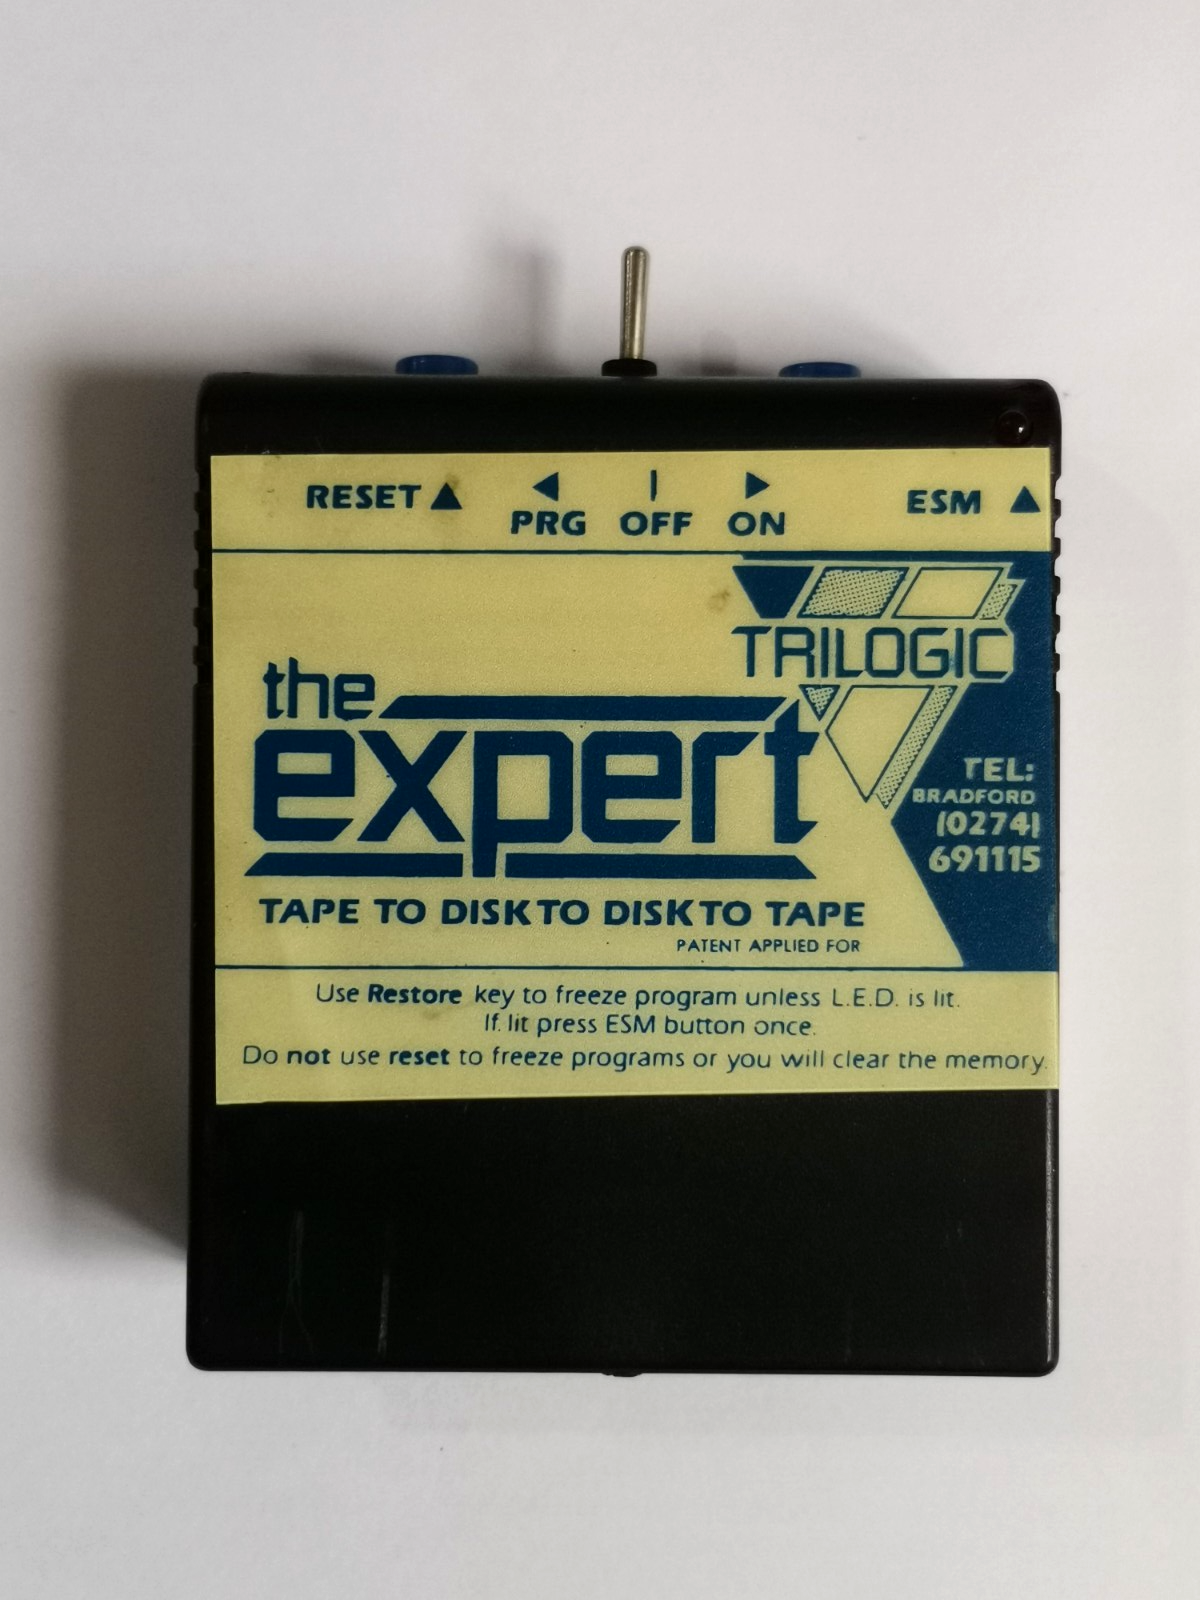 RESET ▲ ◀ PRG | OFF ▶ ON ESM ▲
TRILOGIC
the
expert
TEL:
BRADFORD
(0274)
691115
TAPE TO DISK TO DISK TO TAPE
PATENT APPLIED FOR
Use Restore key to freeze program unless L.E.D. is lit.
If lit press ESM button once.
Do not use reset to freeze programs or you will clear the memory.